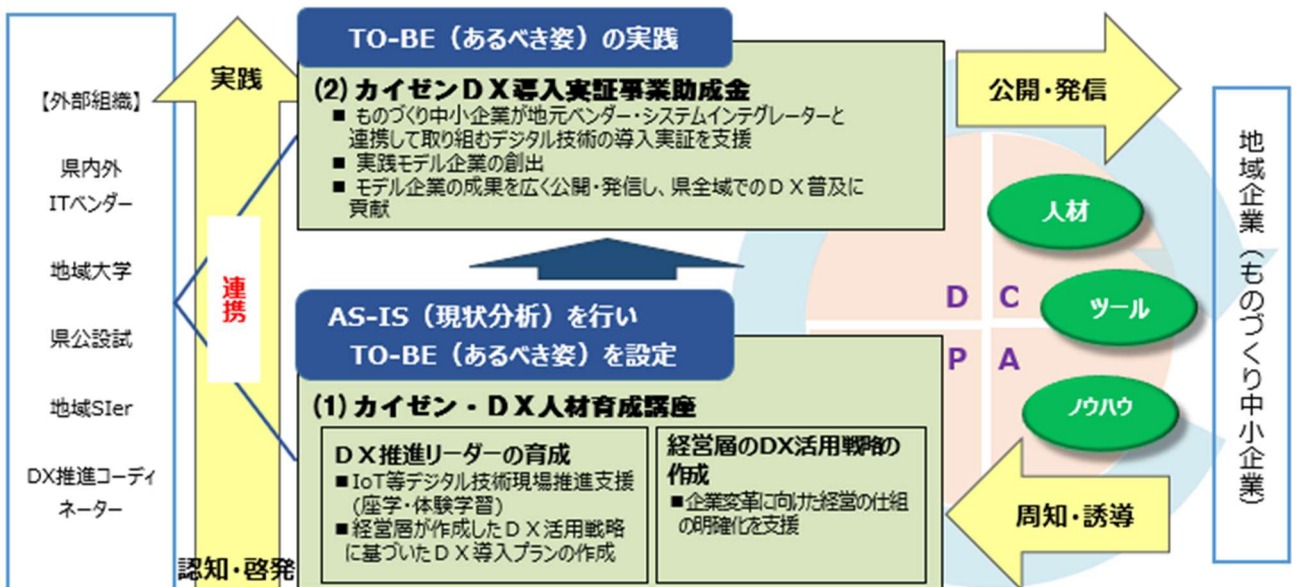 【外部組織】
県内外
ITベンダー
地域大学
県公設試
地域SIer
DX推進コーディ
ネーター
実践
連携
認知・啓発
TO-BE（あるべき姿）の実践
(2) カイゼンＤＸ導入実証事業助成金
■ ものづくり中小企業が地元ベンダー・システムインテグレーターと
連携して取り組むデジタル技術の導入実証を支援
■ 実践モデル企業の創出
■ モデル企業の成果を広く公開・発信し、県全域でのＤＸ普及に
貢献
AS-IS（現状分析）を行い
TO-BE（あるべき姿）を設定
(1) カイゼン・ＤＸ人材育成講座
ＤＸ推進リーダーの育成
■IoT等デジタル技術現場推進支援
(座学・体験学習)
■経営層が作成したＤＸ活用戦略
に基づいたＤＸ導入プランの作成
経営層のDX活用戦略の
作成
■企業変革に向けた経営の仕組
の明確化を支援
公開・発信
人材
ツール
ノウハウ
D C
P A
周知・誘導
地域企業（ものづくり中小企業）